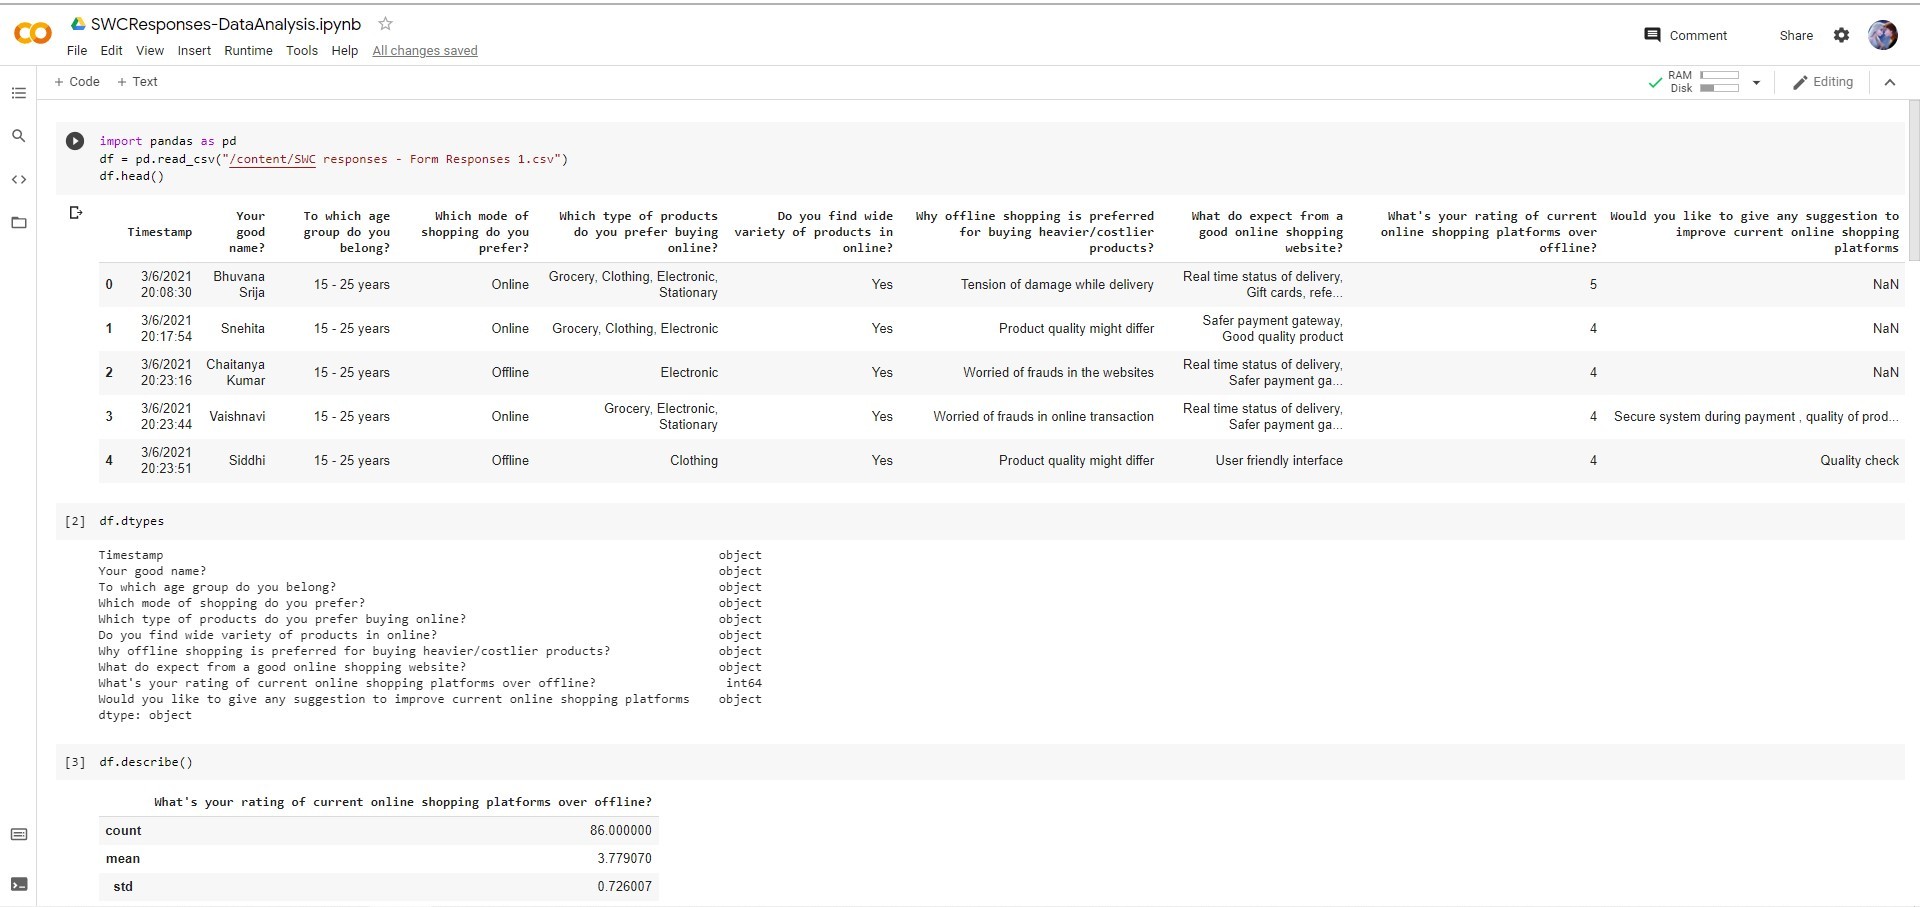 SWCResponses-DataAnalysis.ipynb
File Edit View Insert Runtime Tools Help All changes saved
Comment Share
+ Code + Text
RAM
Disk
Editing
import pandas as pd
df = pd.read_csv("/content/SWC responses - Form Responses 1.csv")
df.head()
Timestamp Your good name? To which age group do you belong? Which mode of shopping do you prefer? Which type of products do you prefer buying online? Do you find wide variety of products in online? Why offline shopping is preferred for buying heavier/costlier products? What do expect from a good online shopping website? What's your rating of current online shopping platforms over offline? Would you like to give any suggestion to improve current online shopping platforms
0 3/6/2021 20:08:30 Bhuvana Srija 15 - 25 years Online Grocery, Clothing, Electronic, Stationary Yes Tension of damage while delivery Real time status of delivery, Gift cards, refe... 5 NaN
1 3/6/2021 20:17:54 Snehita 15 - 25 years Online Grocery, Clothing, Electronic Yes Product quality might differ Safer payment gateway, Good quality product 4 NaN
2 3/6/2021 20:23:16 Chaitanya Kumar 15 - 25 years Offline Electronic Yes Worried of frauds in the websites Real time status of delivery, Safer payment ga... 4 NaN
3 3/6/2021 20:23:44 Vaishnavi 15 - 25 years Online Grocery, Electronic, Stationary Yes Worried of frauds in online transaction Real time status of delivery, Safer payment ga... 4 Secure system during payment , quality of prod...
4 3/6/2021 20:23:51 Siddhi 15 - 25 years Offline Clothing Yes Product quality might differ User friendly interface 4 Quality check
[2] df.dtypes
Timestamp object
Your good name? object
To which age group do you belong? object
Which mode of shopping do you prefer? object
Which type of products do you prefer buying online? object
Do you find wide variety of products in online? object
Why offline shopping is preferred for buying heavier/costlier products? object
What do expect from a good online shopping website? object
What's your rating of current online shopping platforms over offline? int64
Would you like to give any suggestion to improve current online shopping platforms object
dtype: object
[3] df.describe()
What's your rating of current online shopping platforms over offline?
count 86.000000
mean 3.779070
std 0.726007